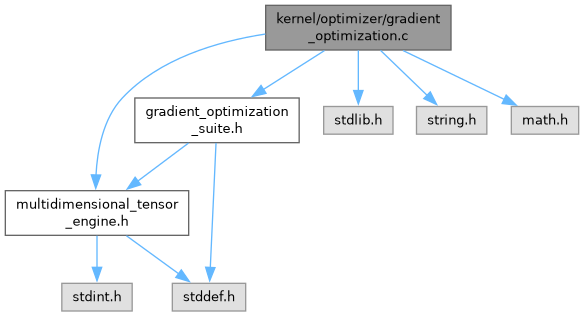 kernel/optimizer/gradient
_optimization.c
gradient_optimization
_suite.h
stdlib.h
string.h
math.h
multidimensional_tensor
_engine.h
stdint.h
stddef.h